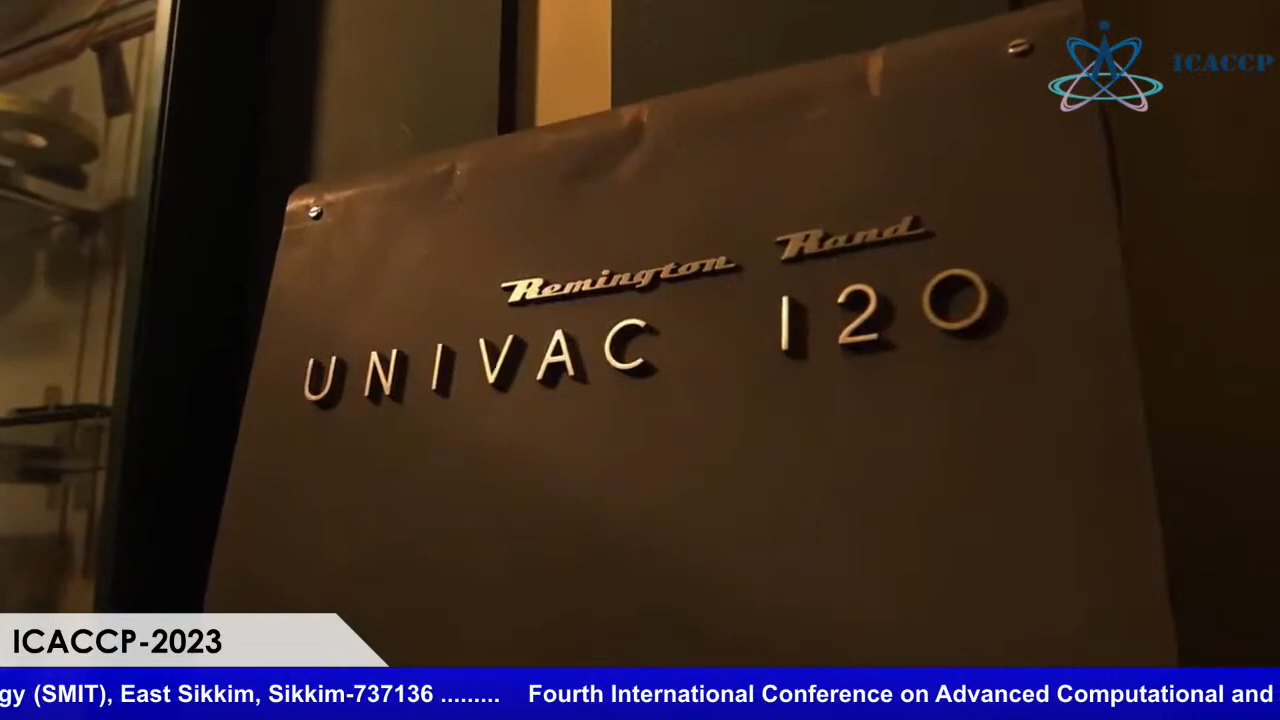 ICACCP
Remington Rand
UNIVAC 120
ICACCP-2023
gy (SMIT), East Sikkim, Sikkim-737136 ......... Fourth International Conference on Advanced Computational and